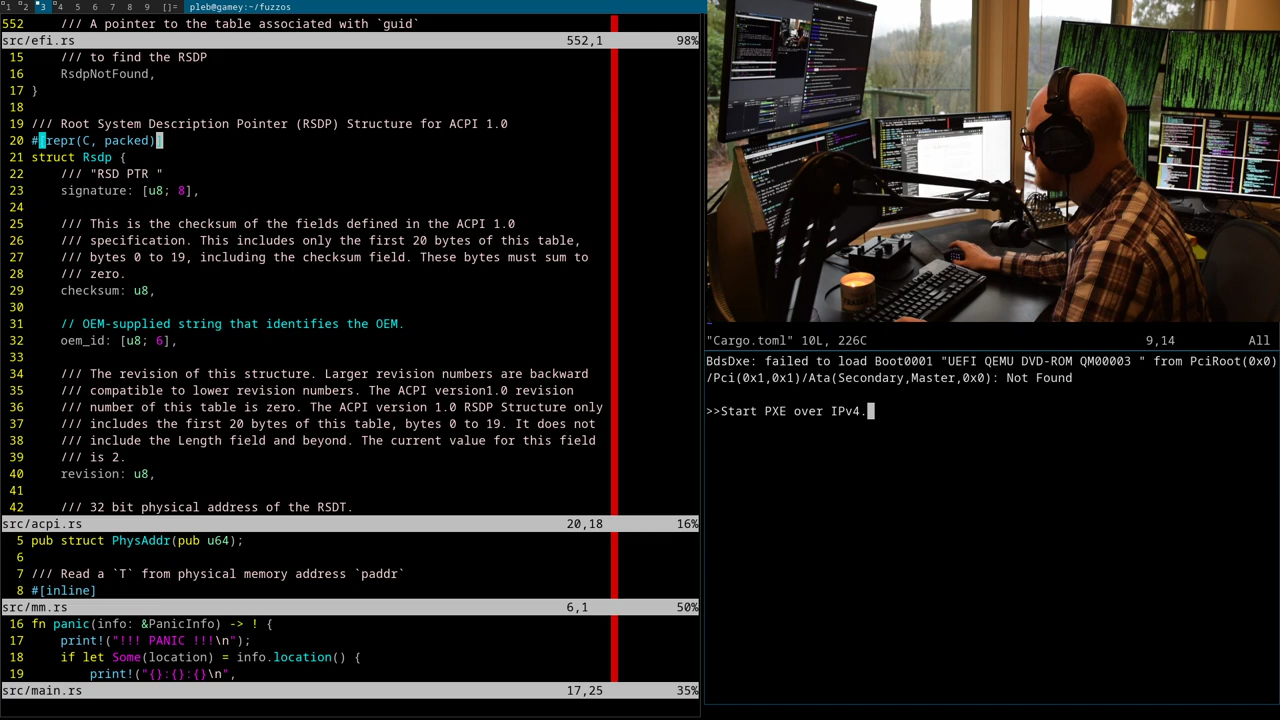 1 2 3 4 5 6 7 8 9 []= pleb@gamey:~/fuzzos
552 /// A pointer to the table associated with `guid`
src/efi.rs 552,1 98%
15 /// to find the RSDP
16 RsdpNotFound,
17 }
18
19 /// Root System Description Pointer (RSDP) Structure for ACPI 1.0
20 #[repr(C, packed)]
21 struct Rsdp {
22 /// "RSD PTR "
23 signature: [u8; 8],
24
25 /// This is the checksum of the fields defined in the ACPI 1.0
26 /// specification. This includes only the first 20 bytes of this table,
27 /// bytes 0 to 19, including the checksum field. These bytes must sum to
28 /// zero.
29 checksum: u8,
30
31 // OEM-supplied string that identifies the OEM.
32 oem_id: [u8; 6],
33
34 /// The revision of this structure. Larger revision numbers are backward
35 /// compatible to lower revision numbers. The ACPI version1.0 revision
36 /// number of this table is zero. The ACPI version 1.0 RSDP Structure only
37 /// includes the first 20 bytes of this table, bytes 0 to 19. It does not
38 /// include the Length field and beyond. The current value for this field
39 /// is 2.
40 revision: u8,
41
42 /// 32 bit physical address of the RSDT.
src/acpi.rs 20,18 16%
5 pub struct PhysAddr(pub u64);
6
7 /// Read a `T` from physical memory address `paddr`
8 #[inline]
src/mm.rs 6,1 50%
16 fn panic(info: &PanicInfo) -> ! {
17 print!("!!! PANIC !!!\n");
18 if let Some(location) = info.location() {
19 print!("{}:{}:{}\n",
src/main.rs 17,25 35%
~
"Cargo.toml" 10L, 226C 9,14 All
BdsDxe: failed to load Boot0001 "UEFI QEMU DVD-ROM QM00003 " from PciRoot(0x0)
/Pci(0x1,0x1)/Ata(Secondary,Master,0x0): Not Found
>>Start PXE over IPv4.